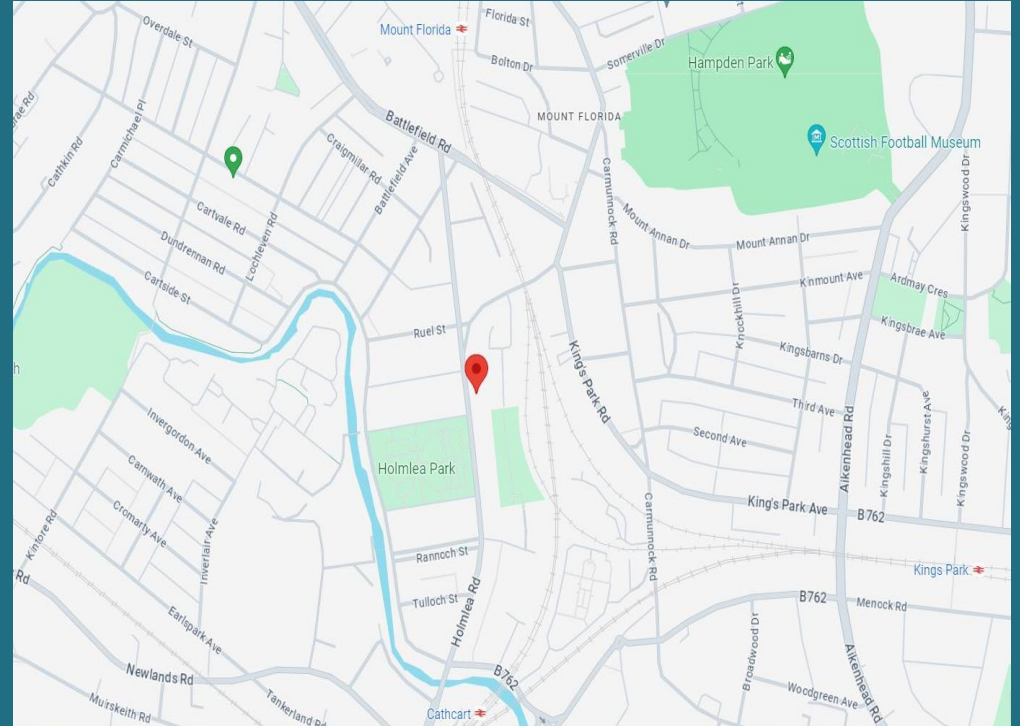 Florida St
Overdale St
Mount Florida
Somerville Dr
Bolton Dr
Hampden Park
MOUNT FLORIDA
Battlefield Rd
Carmichael Pl
Craigmillar Rd
Scottish Football Museum
Cathkin Rd
Battlefield Ave
Kingswood Dr
Carmunnock Rd
Cartvale Rd
Mount Annan Dr
Mount Annan Dr
Lochleven Rd
Dundrennan Rd
Kinmount Ave
Ardmay Cres
Cartside St
Knockhill Dr
Kingsbrae Ave
Ruel St
Kingsbarns Dr
King's Park Rd
Third Ave
Kingshurst Ave
Invergordon Ave
Second Ave
Aikenhead Rd
Kingshill Dr
Kingswood Dr
Holmlea Park
Carnwath Ave
King's Park Ave
B762
Cromarty Ave
Carmunnock Rd
Kintore Rd
Inverlair Ave
Rannoch St
Kings Park
Rd
Tulloch St
Holmlea Rd
B762
Menock Rd
Earlspark Ave
Broadwood Dr
Newlands Rd
B762
Aikenhead Rd
Woodgreen Ave
Tankerland Rd
Muirskeith Rd
Cathcart